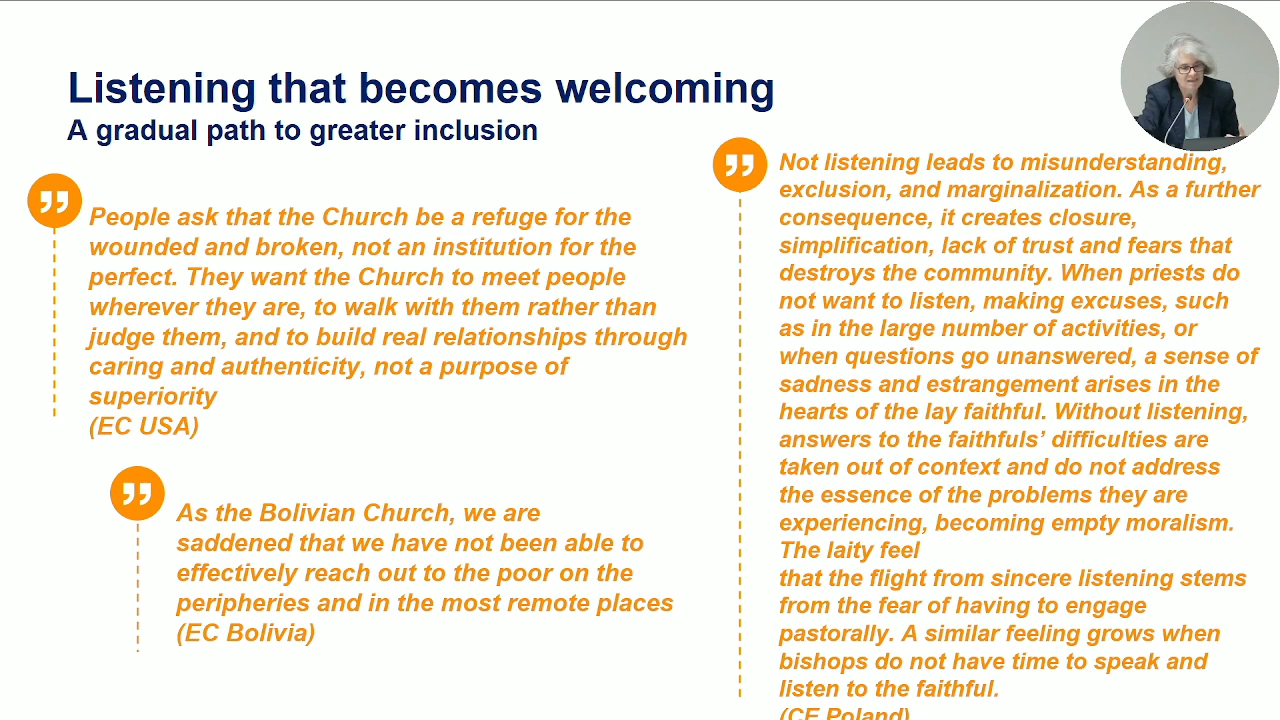 Listening that becomes welcoming
A gradual path to greater inclusion
People ask that the Church be a refuge for the
wounded and broken, not an institution for the
perfect. They want the Church to meet people
wherever they are, to walk with them rather than
judge them, and to build real relationships through
caring and authenticity, not a purpose of
superiority
(EC USA)
As the Bolivian Church, we are
saddened that we have not been able to
effectively reach out to the poor on the
peripheries and in the most remote places
(EC Bolivia)
Not listening leads to misunderstanding,
exclusion, and marginalization. As a further
consequence, it creates closure,
simplification, lack of trust and fears that
destroys the community. When priests do
not want to listen, making excuses, such
as in the large number of activities, or
when questions go unanswered, a sense of
sadness and estrangement arises in the
hearts of the lay faithful. Without listening,
answers to the faithfuls’ difficulties are
taken out of context and do not address
the essence of the problems they are
experiencing, becoming empty moralism.
The laity feel
that the flight from sincere listening stems
from the fear of having to engage
pastorally. A similar feeling grows when
bishops do not have time to speak and
listen to the faithful.
(CE Poland)